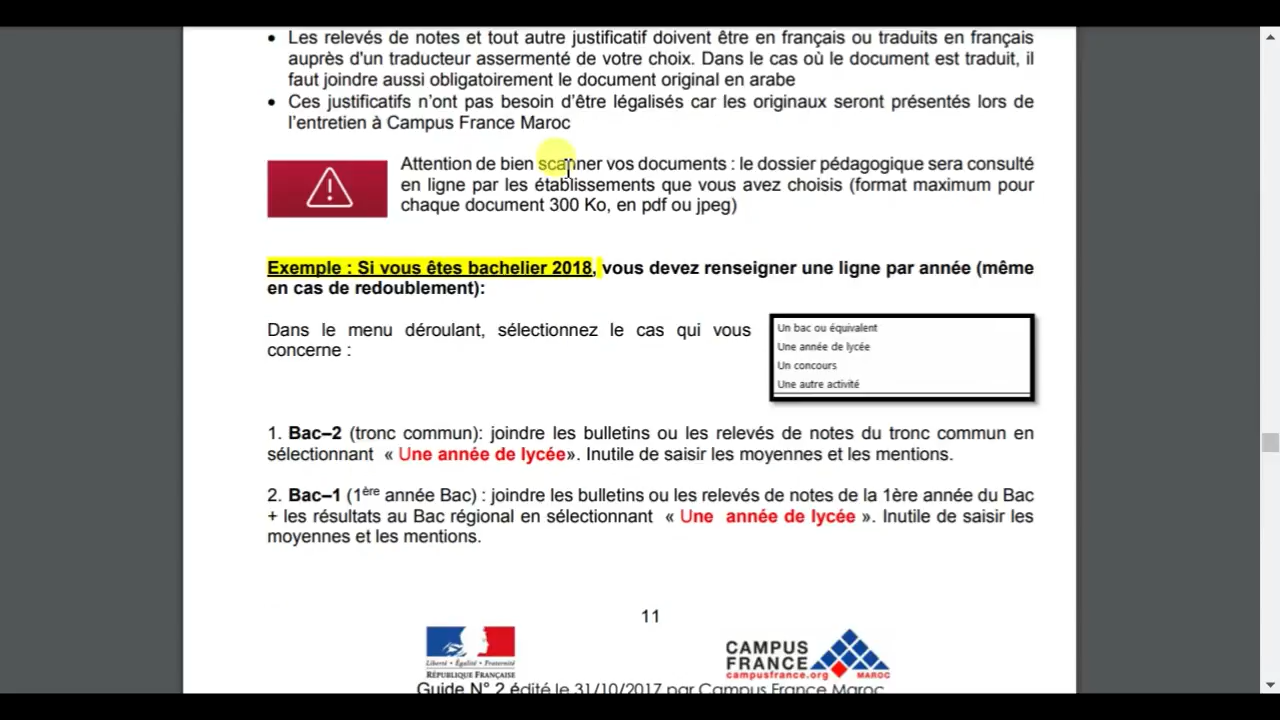 • Les relevés de notes et tout autre justificatif doivent être en français ou traduits en français
auprès d'un traducteur assermenté de votre choix. Dans le cas où le document est traduit, il
faut joindre aussi obligatoirement le document original en arabe
• Ces justificatifs n'ont pas besoin d'être légalisés car les originaux seront présentés lors de
l'entretien à Campus France Maroc
Attention de bien scanner vos documents : le dossier pédagogique sera consulté
en ligne par les établissements que vous avez choisis (format maximum pour
chaque document 300 Ko, en pdf ou jpeg)
Exemple : Si vous êtes bachelier 2018, vous devez renseigner une ligne par année (même
en cas de redoublement):
Dans le menu déroulant, sélectionnez le cas qui vous
concerne :
Un bac ou équivalent
Une année de lycée
Un concours
Une autre activité
1. Bac–2 (tronc commun): joindre les bulletins ou les relevés de notes du tronc commun en
sélectionnant « Une année de lycée». Inutile de saisir les moyennes et les mentions.
2. Bac–1 (1ère année Bac) : joindre les bulletins ou les relevés de notes de la 1ère année du Bac
+ les résultats au Bac régional en sélectionnant « Une année de lycée ». Inutile de saisir les
moyennes et les mentions.
11
Liberté • Égalité • Fraternité
RÉPUBLIQUE FRANÇAISE
CAMPUS
FRANCE
campusfrance.org MAROC
Guide N° 2 édité le 31/10/2017 par Campus France Maroc